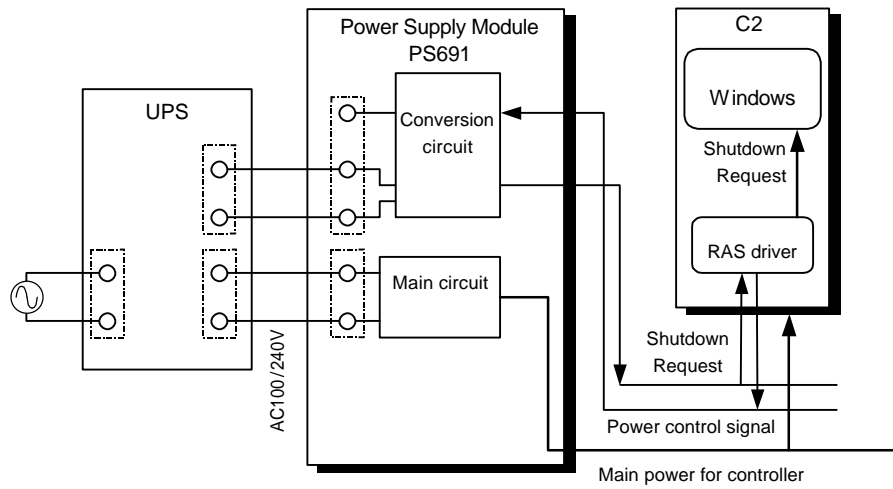 Power Supply Module
PS691
C2
UPS
Conversion
circuit
Windows
Shutdown
Request
RAS driver
Main circuit
AC100/240V
Shutdown
Request
Power control signal
Main power for controller